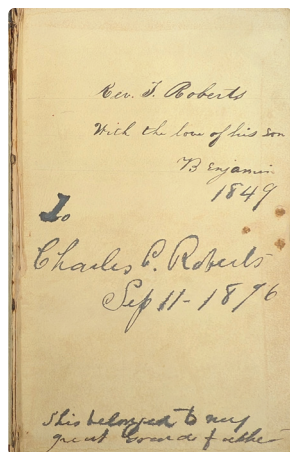 Rev. T. Roberts
With the love of his son
Benjamin
1849
To
Charles C. Roberts
Sep 11 - 1876
This belonged to my
great Grandfather